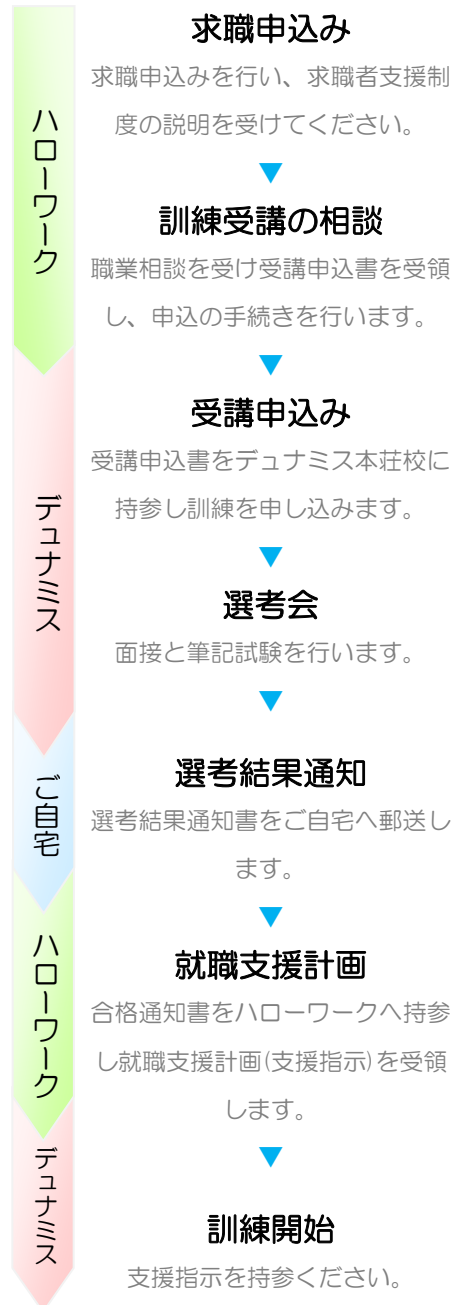 ハローワーク
求職申込み
求職申込みを行い、求職者支援制
度の説明を受けてください。
訓練受講の相談
職業相談を受け受講申込書を受領
し、申込の手続きを行います。
デュナミス
受講申込み
受講申込書をデュナミス本荘校に
持参し訓練を申し込みます。
選考会
面接と筆記試験を行います。
ご自宅
選考結果通知
選考結果通知書をご自宅へ郵送し
ます。
ハローワーク
就職支援計画
合格通知書をハローワークへ持参
し就職支援計画(支援指示)を受領
します。
デュナミス
訓練開始
支援指示を持参ください。